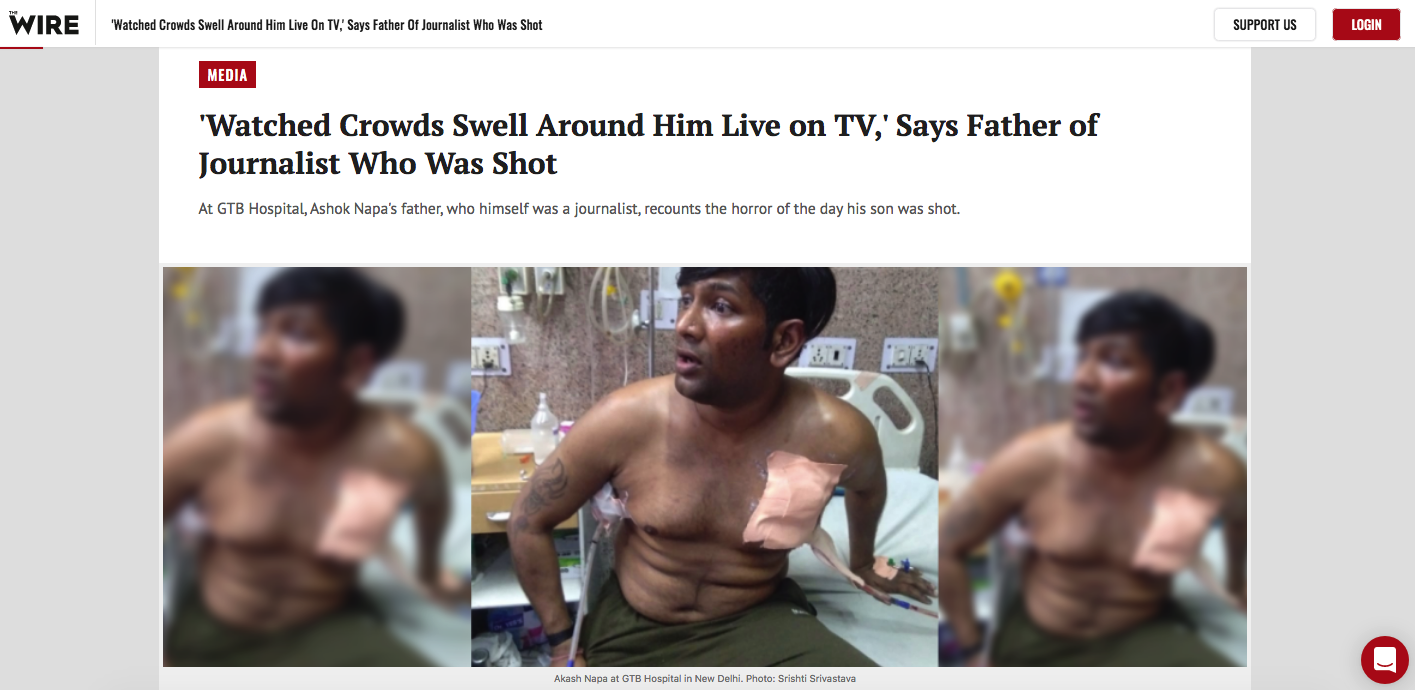 THE
WIRE
'Watched Crowds Swell Around Him Live On TV,' Says Father Of Journalist Who Was Shot
SUPPORT US
LOGIN
MEDIA
'Watched Crowds Swell Around Him Live on TV,' Says Father of
Journalist Who Was Shot
At GTB Hospital, Ashok Napa's father, who himself was a journalist, recounts the horror of the day his son was shot.
Akash Napa at GTB Hospital in New Delhi. Photo: Srishti Srivastava